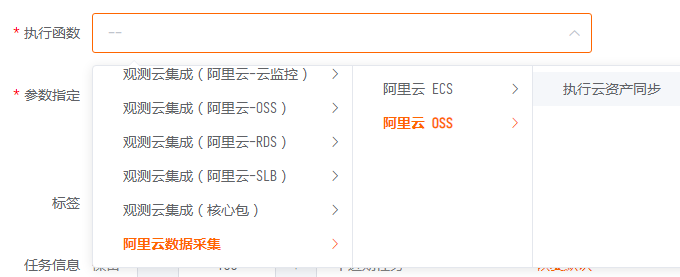 * 执行函数
--
* 参数指定
观测云集成（阿里云-云监控）
观测云集成（阿里云-OSS）
观测云集成（阿里云-RDS）
观测云集成（阿里云-SLB）
观测云集成（核心包）
阿里云数据采集
阿里云 ECS
阿里云 OSS
执行云资产同步
标签
任务信息